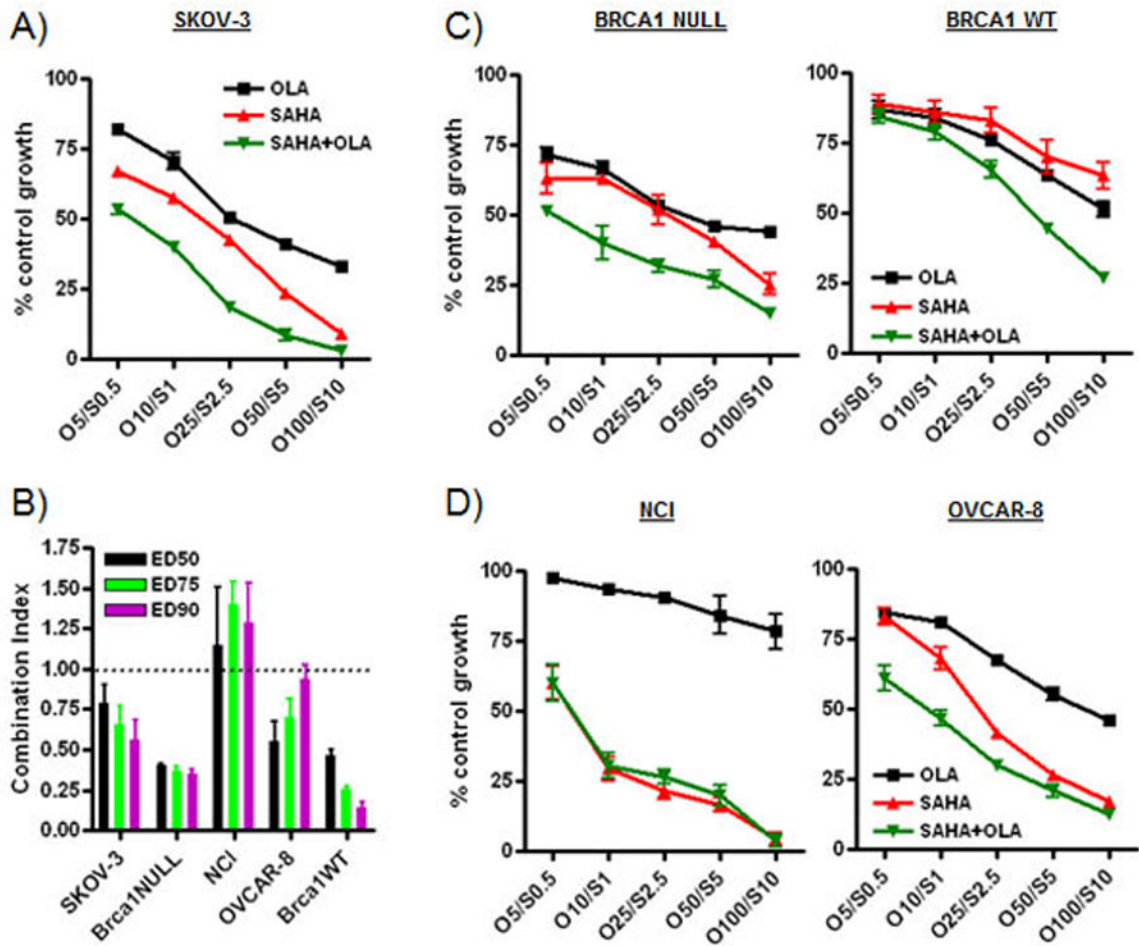 A)
SKOV-3
% control growth
100
75
50
25
0
OLA
SAHA
SAHA+OLA
O5/S0.5
O10/S1
O25/S2.5
O50/S5
O100/S10
C)
BRCA1 NULL
% control growth
100
75
50
25
0
O5/S0.5
O10/S1
O25/S2.5
O50/S5
O100/S10
BRCA1 WT
100
75
50
25
0
OLA
SAHA
SAHA+OLA
O5/S0.5
O10/S1
O25/S2.5
O50/S5
O100/S10
B)
Combination Index
1.75
1.50
1.25
1.00
0.75
0.50
0.25
0.00
ED50
ED75
ED90
SKOV-3
Brca1NULL
NCI
OVCAR-8
Brca1WT
D)
NCI
% control growth
100
75
50
25
0
O5/S0.5
O10/S1
O25/S2.5
O50/S5
O100/S10
OVCAR-8
100
75
50
25
0
OLA
SAHA
SAHA+OLA
O5/S0.5
O10/S1
O25/S2.5
O50/S5
O100/S10